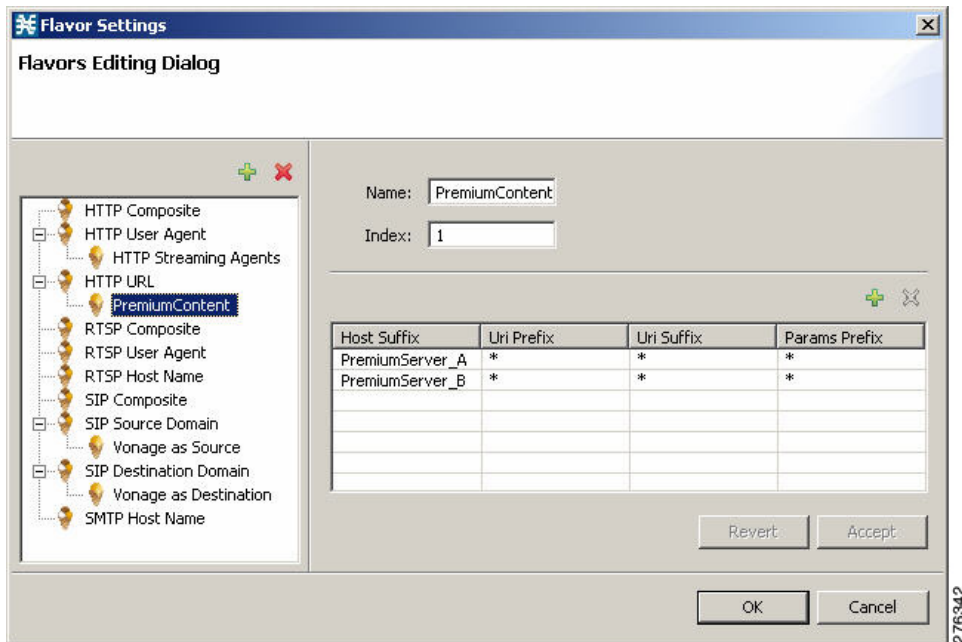 Flavor Settings
Flavors Editing Dialog
HTTP Composite
HTTP User Agent
HTTP Streaming Agents
HTTP URL
PremiumContent
RTSP Composite
RTSP User Agent
RTSP Host Name
SIP Composite
SIP Source Domain
Vonage as Source
SIP Destination Domain
Vonage as Destination
SMTP Host Name
Name: PremiumContent
Index: 1
Host Suffix Uri Prefix Uri Suffix Params Prefix
PremiumServer_A * * *
PremiumServer_B * * *
Revert Accept
OK Cancel
276342